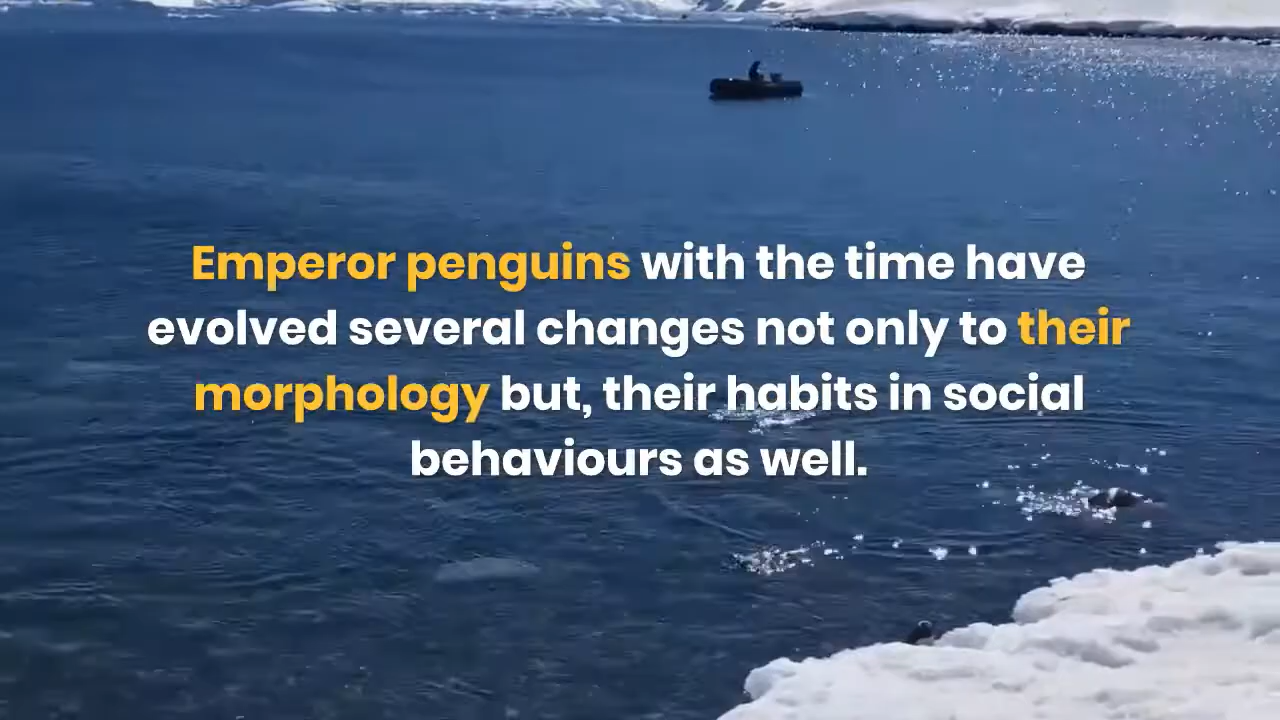 Emperor penguins with the time have
evolved several changes not only to their
morphology but, their habits in social
behaviours as well.